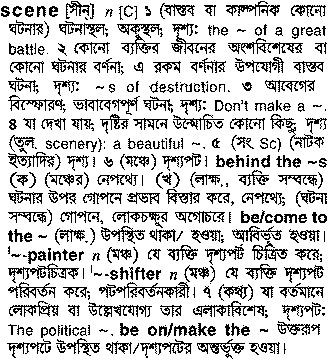 scene [সীন্] n [C] ১ (বাস্তব বা কাল্পনিক কোনো
ঘটনার) ঘটনাস্থল; অকুস্থল; দৃশ্য: the ~ of a great
battle. ২ কোনো ব্যক্তির জীবনের অংশবিশেষের বা
কোনো ঘটনার বর্ণনা; এ রকম বর্ণনার উপযোগী বাস্তব
ঘটনা; দৃশ্য: ~s of destruction. ৩ আবেগের
বিস্ফোরণ; ভাবাবেগপূর্ণ ঘটনা; দৃশ্য: Don't make a ~.
৪ যা দেখা যায়; দৃষ্টির সামনে উন্মোচিত কোনো কিছু; দৃশ্য
(তুল. scenery): a beautiful ~. ৫ (সং Sc) (নাটক
ইত্যাদির) দৃশ্য। ৬ (মঞ্চ) দৃশ্যপট। behind the ~s
(ক) (মঞ্চের) নেপথ্যে। (খ) (লাক্ষ., ব্যক্তি সম্বন্ধে)
ঘটনার উপর গোপনে প্রভাব বিস্তার করে, নেপথ্যে; (ঘটনা
সম্বন্ধে) গোপনে, লোকচক্ষুর অগোচরে। be/come to
the ~ (লাক্ষ.) উপস্থিত থাকা/ হওয়া; আবির্ভূত হওয়া।
'~-painter n (মঞ্চ) যে ব্যক্তি দৃশ্যপট চিত্রিত করে;
দৃশ্যপটচিত্রক। '~-shifter n (মঞ্চ) যে ব্যক্তি দৃশ্যপট
পরিবর্তন করে; পটপরিবর্তনকারী। ৭ (কথ্য) যা বর্তমানে
লোকপ্রিয় বা উল্লেখযোগ্য তার এলাকাবিশেষ; দৃশ্যপট:
The political ~. be on/make the ~ উক্তরূপ
দৃশ্যপটে উপস্থিত থাকা/দৃশ্যপটের অন্তর্ভুক্ত হওয়া।